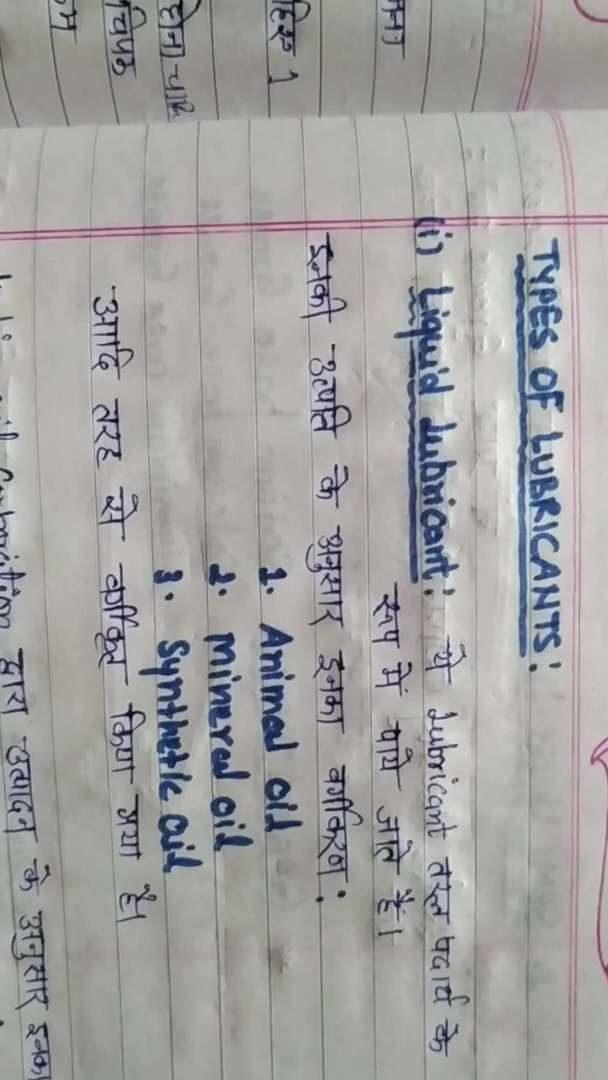 TYPES OF LUBRICANTS:
(i) Liquid Lubricant: ये Lubricant तरल पदार्थ के
रूप में पाये जाते हैं।
इनकी उत्पत्ति के अनुसार इनका वर्गीकरण:
1. Animal oil
2. Mineral oil
3. Synthetic oil
आदि तरह से वर्गीकृत किया गया है।
द्वारा उत्पादन के अनुसार इनका